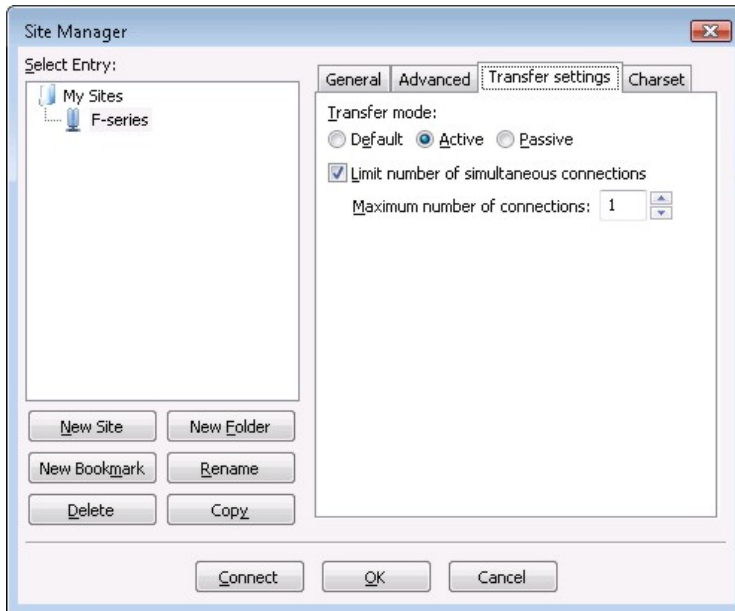 Site Manager
Select Entry:
My Sites
F-series
New Site
New Folder
New Bookmark
Rename
Delete
Copy
General
Advanced
Transfer settings
Charset
Transfer mode:
Default
Active
Passive
Limit number of simultaneous connections
Maximum number of connections: 1
Connect
OK
Cancel